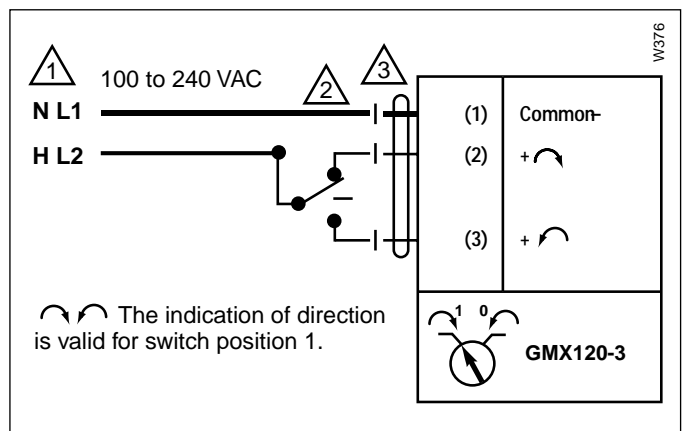 W376
1 100 to 240 VAC 2 3
N L1 (1) Common–
H L2 (2) +
(3) +
The indication of direction
is valid for switch position 1.
1 0
GMX120-3